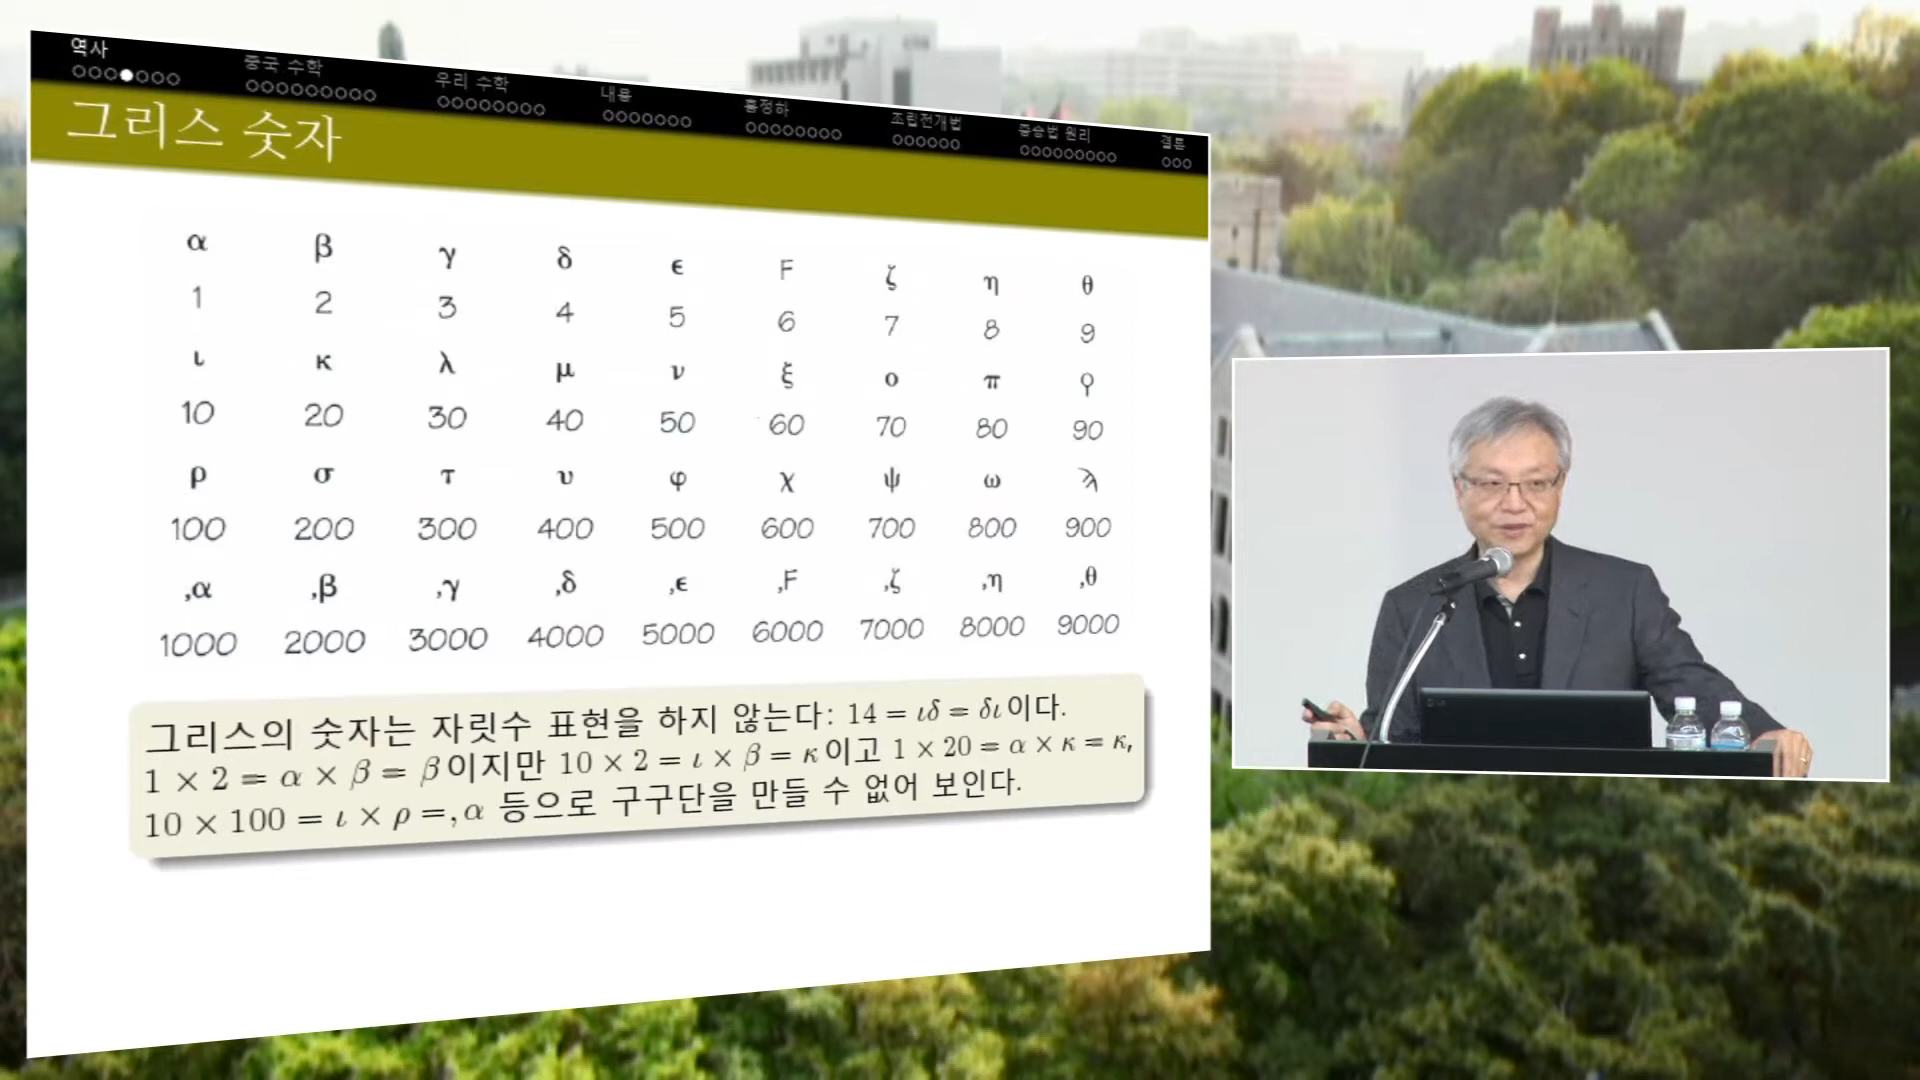 역사 중국 수학 우리 수학 내용 홍정하 조립전개법 증승법 원리 결론
그리스 숫자
α β γ δ ϵ F ζ η θ
1 2 3 4 5 6 7 8 9
ι κ λ μ ν ξ ο π ϙ
10 20 30 40 50 60 70 80 90
ρ σ τ υ φ χ ψ ω ϡ
100 200 300 400 500 600 700 800 900
,α ,β ,γ ,δ ,ϵ ,F ,ζ ,η ,θ
1000 2000 3000 4000 5000 6000 7000 8000 9000
그리스의 숫자는 자릿수 표현을 하지 않는다: 14 = ιδ = δι이다.
1 × 2 = α × β = β이지만 10 × 2 = ι × β = κ이고 1 × 20 = α × κ = κ,
10 × 100 = ι × ρ =, α 등으로 구구단을 만들 수 없어 보인다.